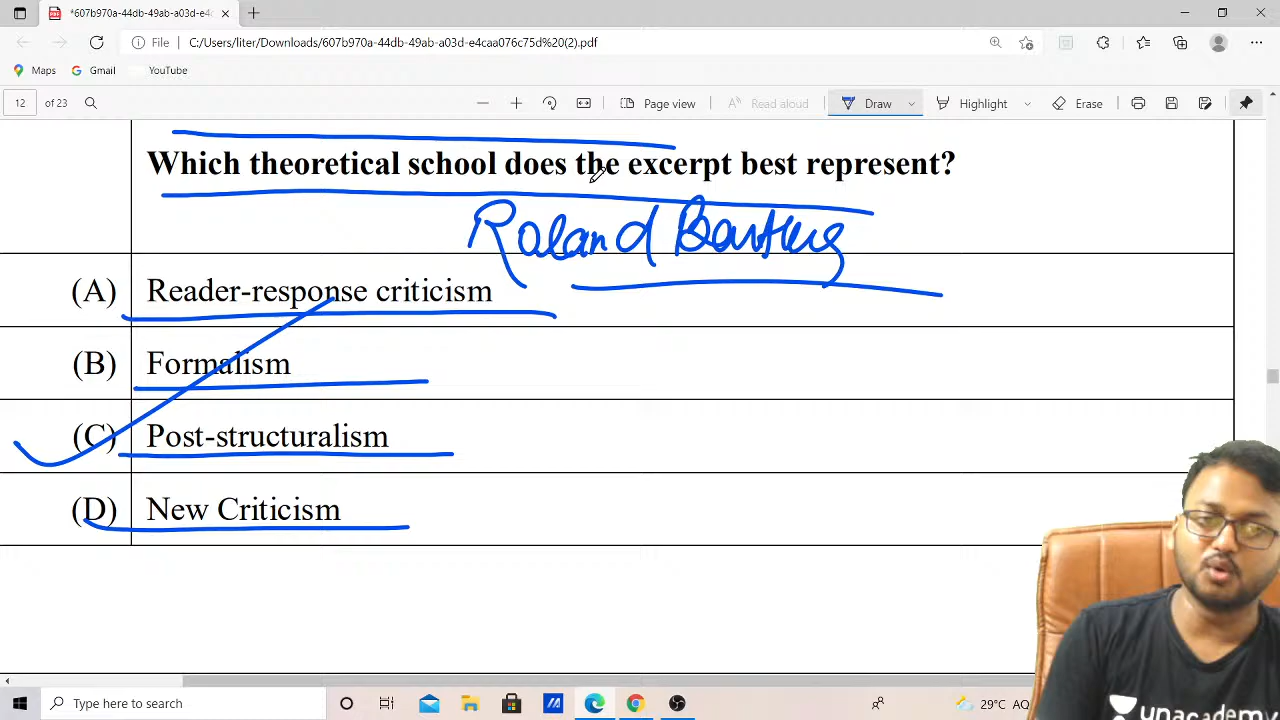 *607b970a-44db-49ab-a03d-e4c
File
C:/Users/liter/Downloads/607b970a-44db-49ab-a03d-e4caa076c75d%20(2).pdf
Maps
Gmail
YouTube
12 of 23
Page view
Read aloud
Draw
Highlight
Erase
Which theoretical school does the excerpt best represent?
Roland Barthes
(A) Reader-response criticism
(B) Formalism
(C) Post-structuralism
(D) New Criticism
unacademy
Type here to search
29°C AQ